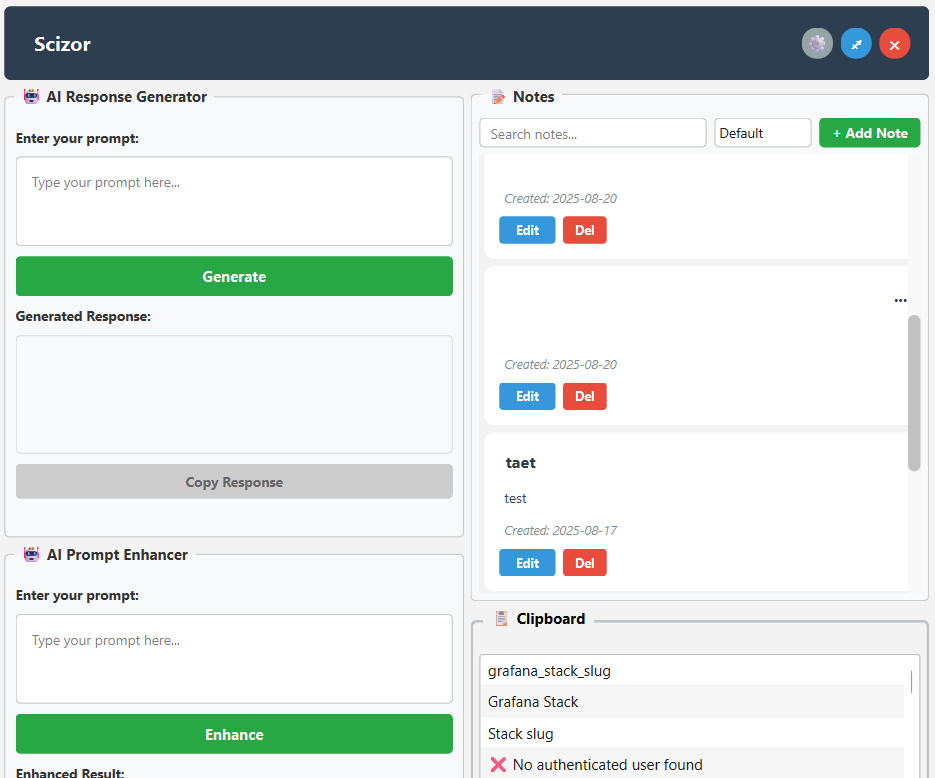 Scizor
AI Response Generator
Enter your prompt:
Type your prompt here...
Generate
Generated Response:
Copy Response
AI Prompt Enhancer
Enter your prompt:
Type your prompt here...
Enhance
Enhanced Result:
Notes
Search notes...
Default
+ Add Note
Created: 2025-08-20
Edit
Del
...
Created: 2025-08-20
Edit
Del
taet
test
Created: 2025-08-17
Edit
Del
Clipboard
grafana_stack_slug
Grafana Stack
Stack slug
❌ No authenticated user found